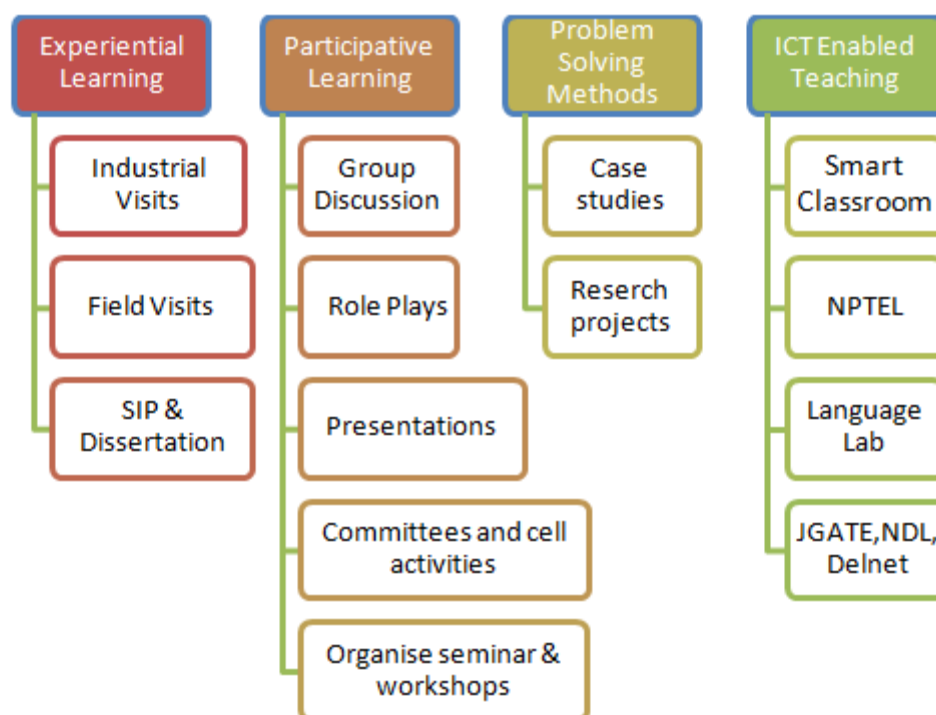 Experiential
Learning
Industrial
Visits
Field Visits
SIP &
Dissertation
Participative
Learning
Group
Discussion
Role Plays
Presentations
Committees and cell
activities
Organise seminar &
workshops
Problem
Solving
Methods
Case
studies
Reserch
projects
ICT Enabled
Teaching
Smart
Classroom
NPTEL
Language
Lab
JGATE,NDL,
Delnet